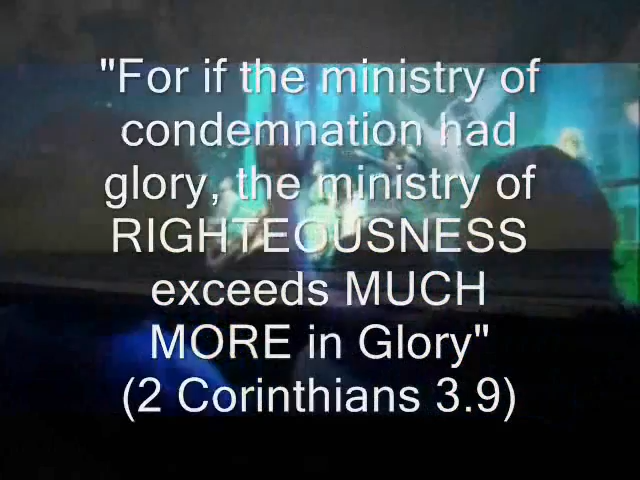 "For if the ministry of
condemnation had
glory, the ministry of
RIGHTEOUSNESS
exceeds MUCH
MORE in Glory"
(2 Corinthians 3.9)